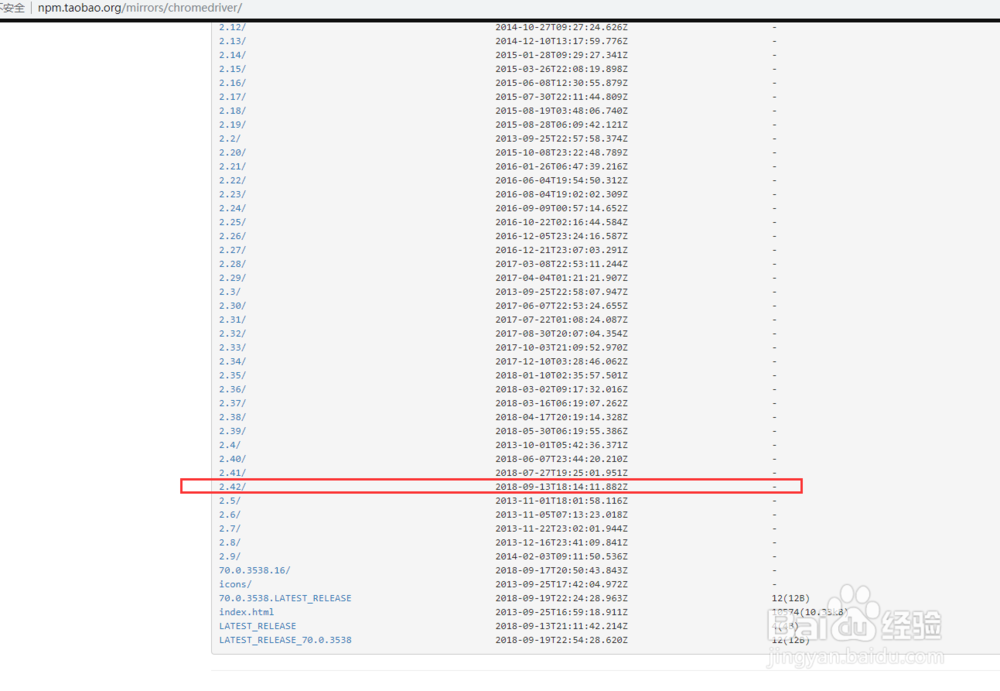 不安全 | npm.taobao.org/mirrors/chromedriver/
2.12/ 2014-10-27T09:27:24.626Z -
2.13/ 2014-12-10T13:17:59.776Z -
2.14/ 2015-01-28T09:29:27.341Z -
2.15/ 2015-03-26T22:08:19.898Z -
2.16/ 2015-06-08T12:30:55.879Z -
2.17/ 2015-07-30T22:11:44.809Z -
2.18/ 2015-08-19T03:48:06.740Z -
2.19/ 2015-08-28T06:09:42.121Z -
2.2/ 2013-09-25T22:57:58.374Z -
2.20/ 2015-10-08T23:22:48.789Z -
2.21/ 2016-01-26T06:47:39.216Z -
2.22/ 2016-06-04T19:54:50.312Z -
2.23/ 2016-08-04T19:02:02.309Z -
2.24/ 2016-09-09T00:57:14.652Z -
2.25/ 2016-10-22T02:16:44.584Z -
2.26/ 2016-12-05T23:24:16.587Z -
2.27/ 2016-12-21T23:07:03.291Z -
2.28/ 2017-03-08T22:53:11.244Z -
2.29/ 2017-04-04T01:21:21.907Z -
2.3/ 2013-09-25T22:58:07.947Z -
2.30/ 2017-06-07T22:53:24.655Z -
2.31/ 2017-07-22T01:08:24.087Z -
2.32/ 2017-08-30T20:07:04.354Z -
2.33/ 2017-10-03T21:09:52.970Z -
2.34/ 2017-12-10T03:28:46.062Z -
2.35/ 2018-01-10T02:35:57.501Z -
2.36/ 2018-03-02T09:17:32.016Z -
2.37/ 2018-03-16T06:19:07.262Z -
2.38/ 2018-04-17T20:19:14.328Z -
2.39/ 2018-05-30T06:19:55.386Z -
2.4/ 2013-10-01T05:42:36.371Z -
2.40/ 2018-06-07T23:44:20.210Z -
2.41/ 2018-07-27T19:25:01.951Z -
2.42/ 2018-09-13T18:14:11.882Z -
2.5/ 2013-11-01T18:01:58.116Z -
2.6/ 2013-11-05T07:13:23.018Z -
2.7/ 2013-11-22T23:02:01.944Z -
2.8/ 2013-12-16T23:41:09.841Z -
2.9/ 2014-02-03T09:11:50.536Z -
70.0.3538.16/ 2018-09-17T20:50:43.843Z -
icons/ 2013-09-25T17:42:04.972Z -
70.0.3538.LATEST_RELEASE 2018-09-19T22:24:28.963Z 12(12B)
index.html 2013-09-25T16:59:18.911Z
LATEST_RELEASE 2018-09-13T21:11:42.214Z
LATEST_RELEASE_70.0.3538 2018-09-19T22:54:28.620Z 12(12B)
Baidu 经验
jingyan.baidu.com